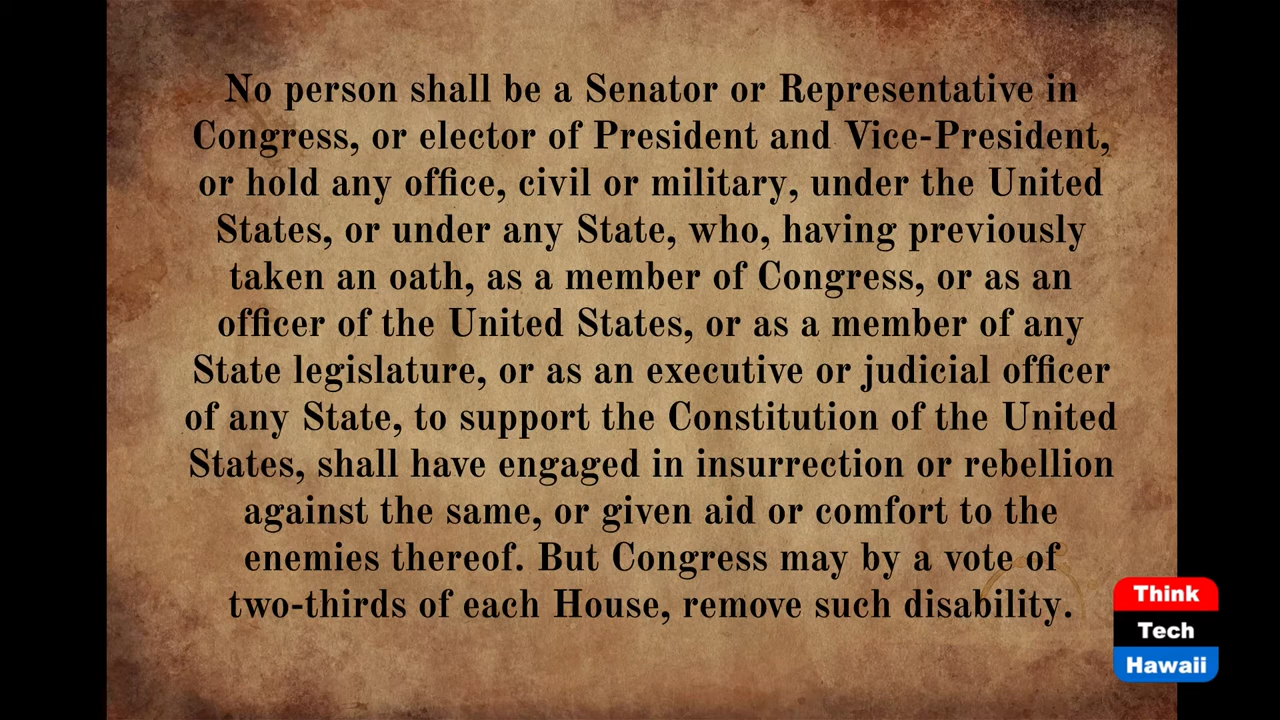 No person shall be a Senator or Representative in
Congress, or elector of President and Vice-President,
or hold any office, civil or military, under the United
States, or under any State, who, having previously
taken an oath, as a member of Congress, or as an
officer of the United States, or as a member of any
State legislature, or as an executive or judicial officer
of any State, to support the Constitution of the United
States, shall have engaged in insurrection or rebellion
against the same, or given aid or comfort to the
enemies thereof. But Congress may by a vote of
two-thirds of each House, remove such disability.
Think
Tech
Hawaii